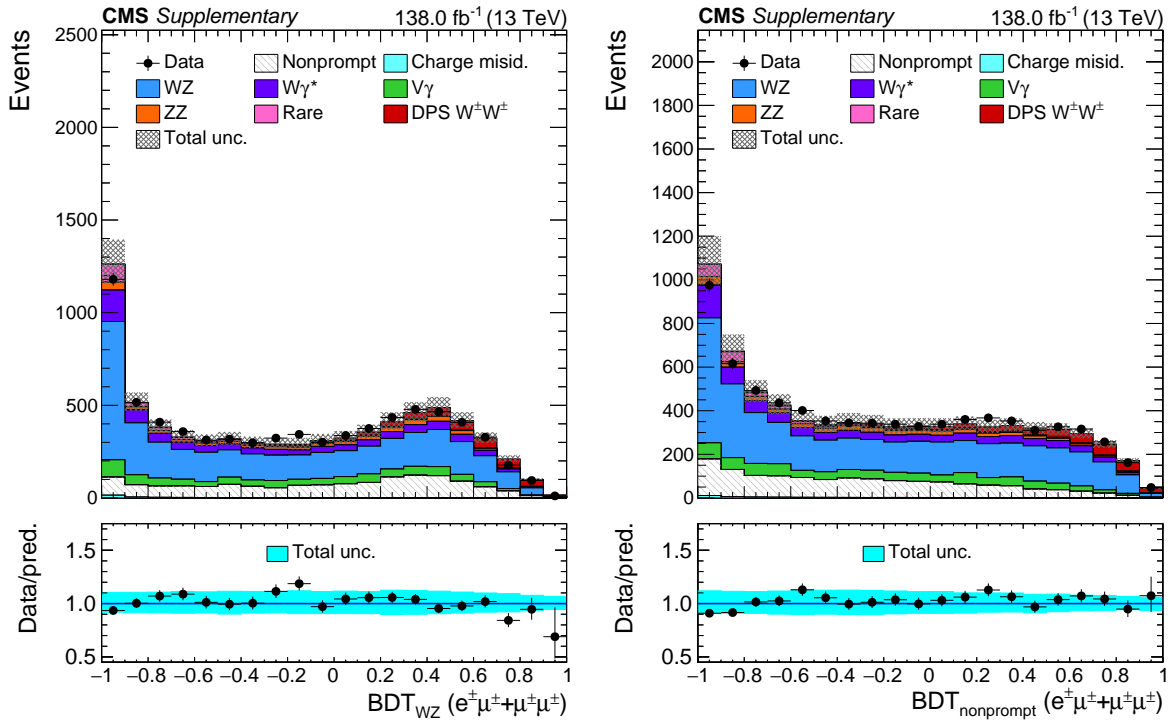 CMS Supplementary 138.0 fb⁻¹ (13 TeV)
Events
2500
2000
1500
1000
500
0
Data Nonprompt Charge misid.
WZ Wγ* Vγ
ZZ Rare DPS W±W±
Total unc.
Data/pred.
1.5
1.0
0.5
Total unc.
−1 −0.8 −0.6 −0.4 −0.2 0 0.2 0.4 0.6 0.8 1
BDT_WZ (e±μ±+μ±μ±)
CMS Supplementary 138.0 fb⁻¹ (13 TeV)
Events
2000
1800
1600
1400
1200
1000
800
600
400
200
0
Data Nonprompt Charge misid.
WZ Wγ* Vγ
ZZ Rare DPS W±W±
Total unc.
Data/pred.
1.5
1.0
0.5
Total unc.
−1 −0.8 −0.6 −0.4 −0.2 0 0.2 0.4 0.6 0.8 1
BDT_nonprompt (e±μ±+μ±μ±)